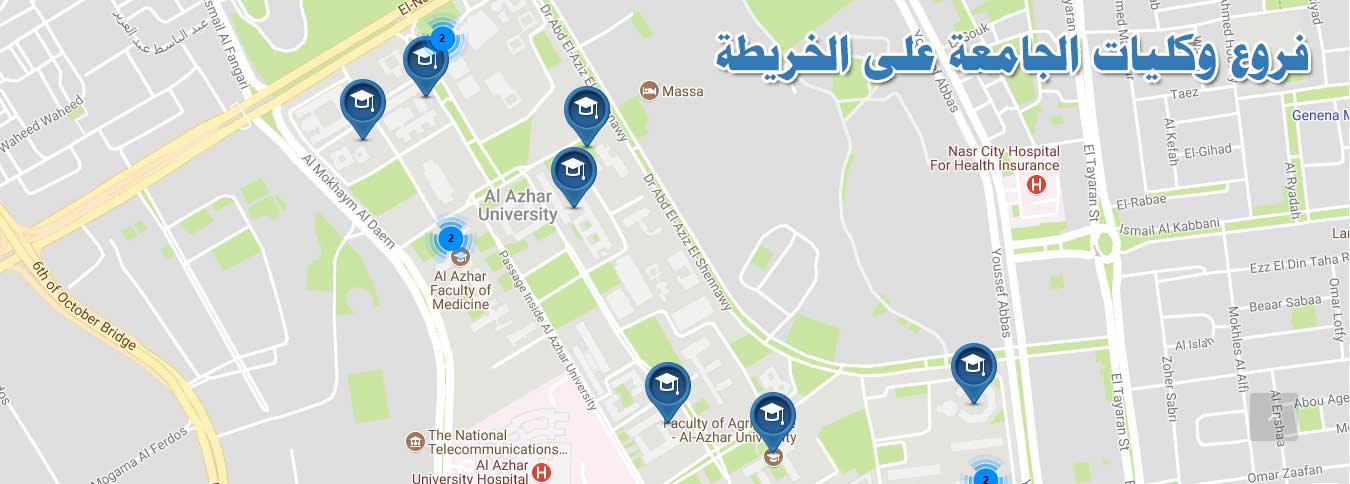 فروع وكليات الجامعة على الخريطة
عبد الباسط عبد العزيز
Ismail Al Fangari
El-Na
Dr Abd El-Aziz El-Shennawy
2
Massa
Souk
Youssef Abbas
Taez
Genena M
Waheed Waheed
Al Kefah
El-Gihad
El Tayaran St
Nasr City Hospital
For Health Insurance
H
Al Ryadah
Al Mokhaym Al Daem
Al Azhar
University
Dr Abd El-Aziz El-Shennawy
El-Rabae
Ismail Al Kabbani
2
Al Azhar
Faculty of
Medicine
Passage Inside Al Azhar University
Youssef Abbas
Ezz El Din Taha
6th of October Bridge
Beaar Sabaa
Omar Lotfy
Mokhles Al Alfi
Zoher Sabri
El Tayaran St
Abou Age
Al Enshaa
Faculty of Agri
- Al-Azhar University
The National
Telecommunications...
Mogama Al Ferdos
Al Azhar
University Hospital
H
2
Omar Zaafan